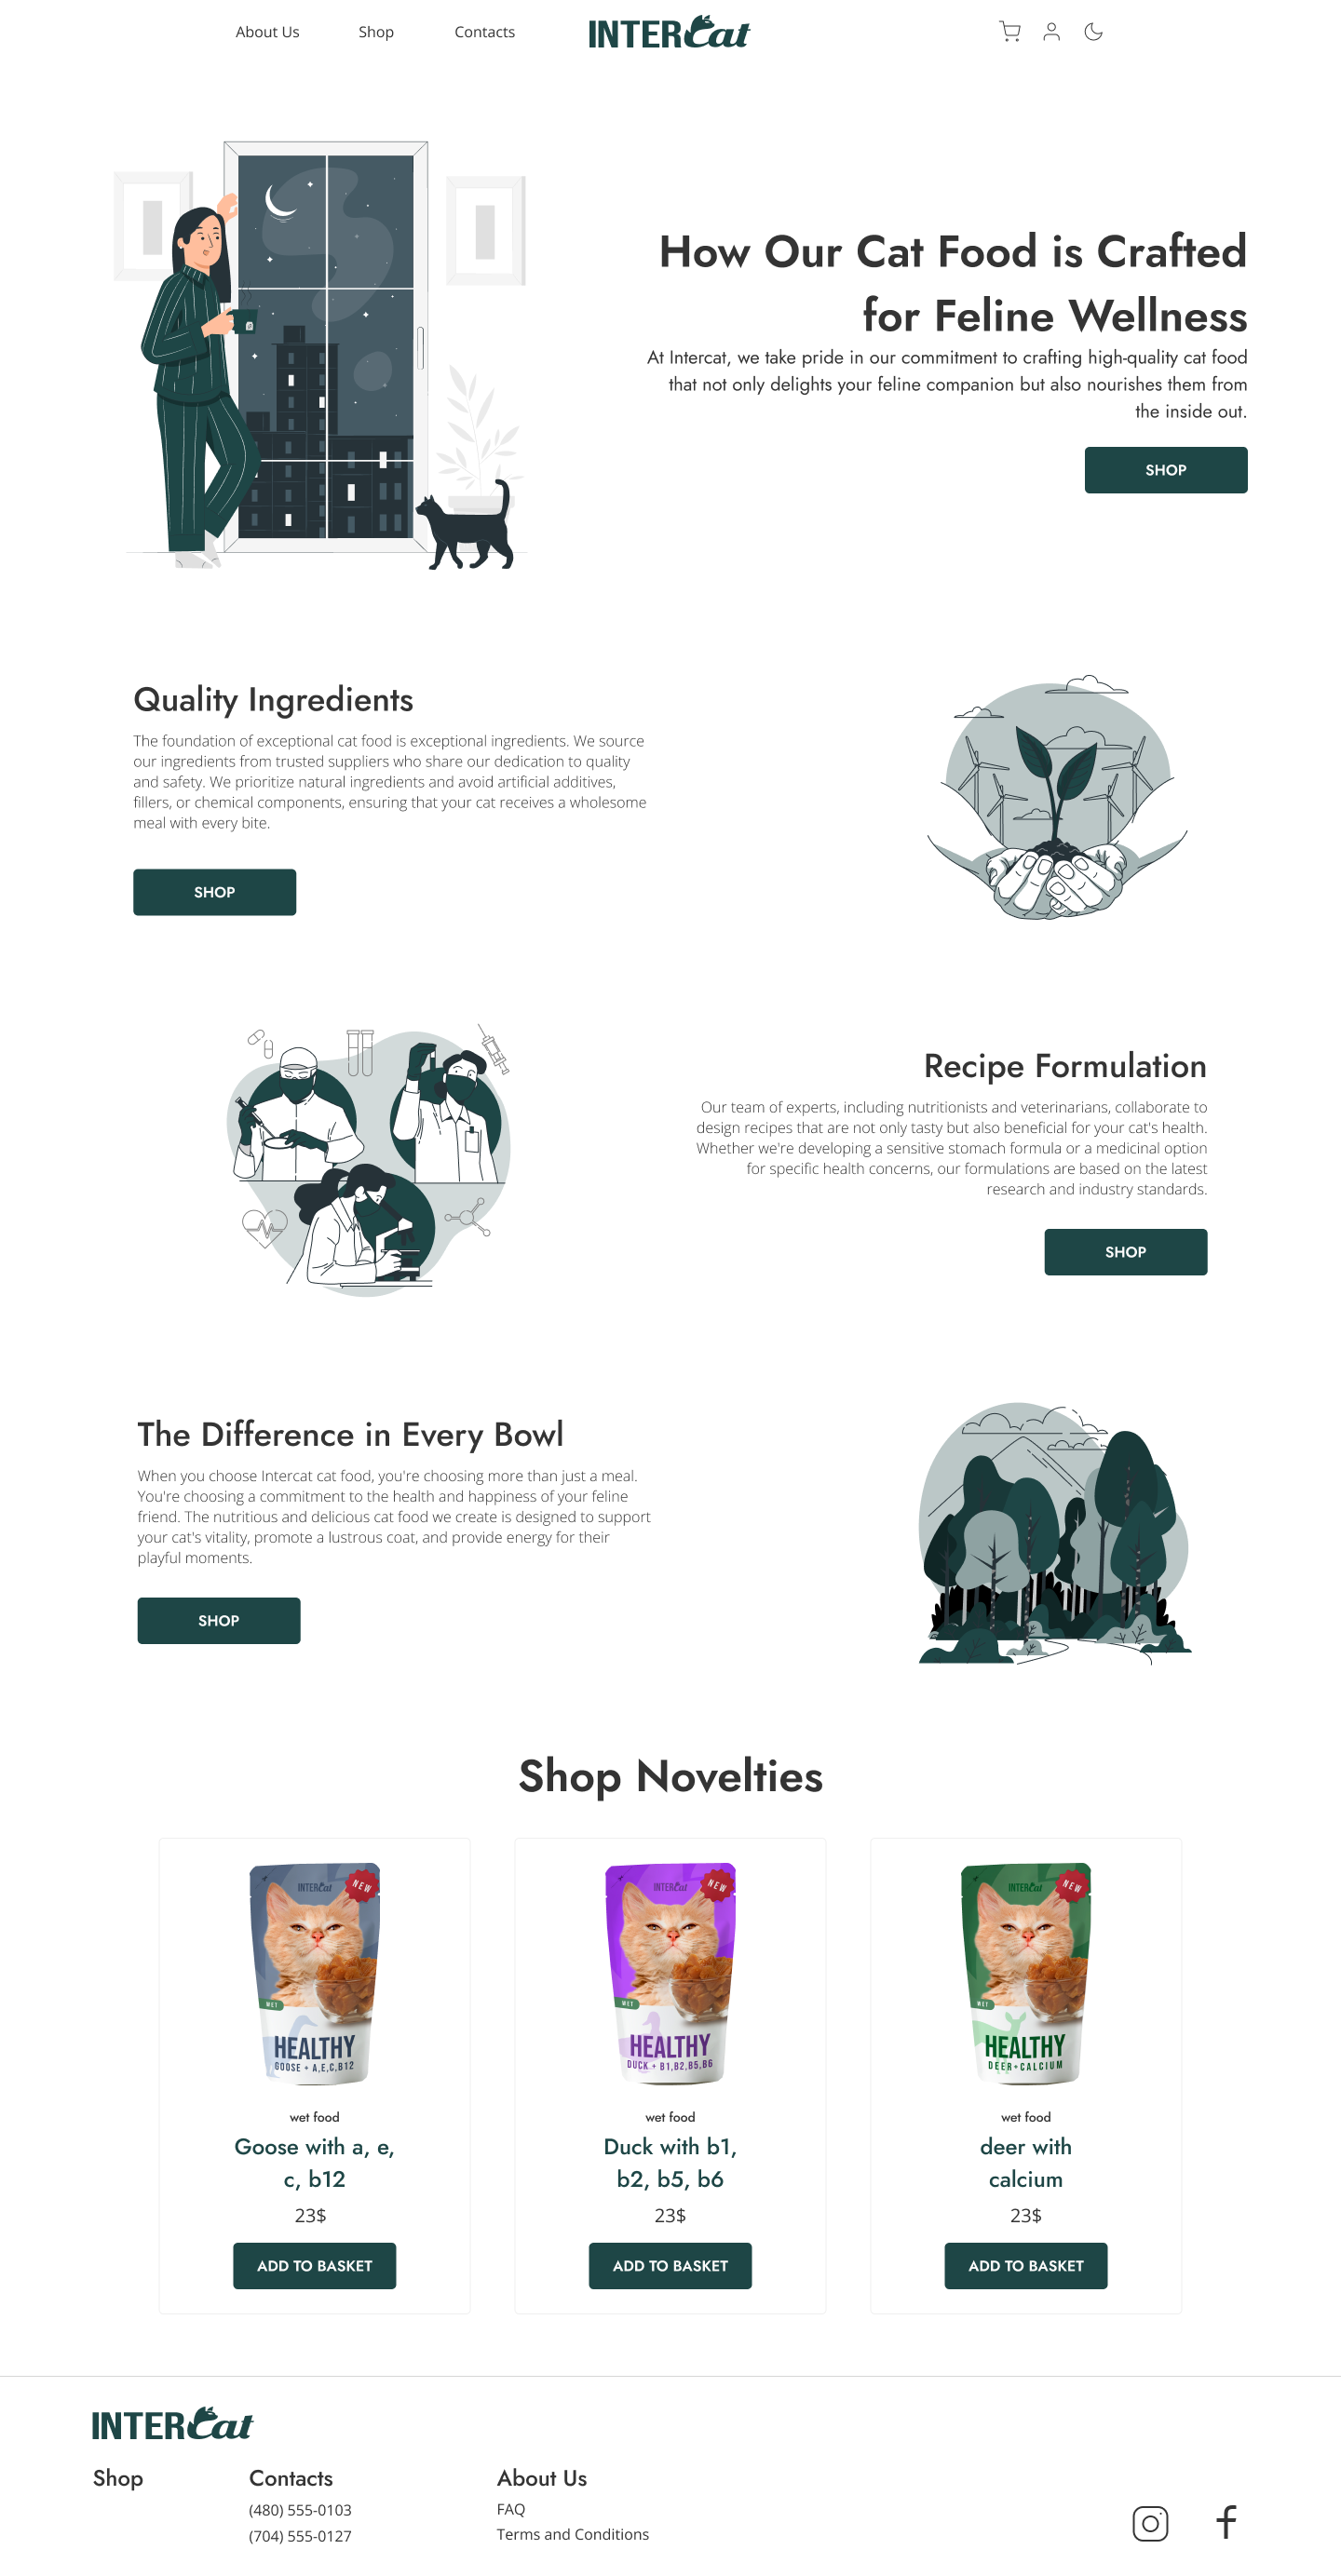 About Us
Shop
Contacts
INTERCat
How Our Cat Food is Crafted
for Feline Wellness
At Intercat, we take pride in our commitment to crafting high-quality cat food
that not only delights your feline companion but also nourishes them from
the inside out.
SHOP
Quality Ingredients
The foundation of exceptional cat food is exceptional ingredients. We source
our ingredients from trusted suppliers who share our dedication to quality
and safety. We prioritize natural ingredients and avoid artificial additives,
fillers, or chemical components, ensuring that your cat receives a wholesome
meal with every bite.
SHOP
Recipe Formulation
Our team of experts, including nutritionists and veterinarians, collaborate to
design recipes that are not only tasty but also beneficial for your cat's health.
Whether we're developing a sensitive stomach formula or a medicinal option
for specific health concerns, our formulations are based on the latest
research and industry standards.
SHOP
The Difference in Every Bowl
When you choose Intercat cat food, you're choosing more than just a meal.
You're choosing a commitment to the health and happiness of your feline
friend. The nutritious and delicious cat food we create is designed to support
your cat's vitality, promote a lustrous coat, and provide energy for their
playful moments.
SHOP
Shop Novelties
INTERCat
NEW
WET
HEALTHY
GOOSE + A,E,C,B12
wet food
Goose with a, e,
c, b12
23$
ADD TO BASKET
INTERCat
NEW
WET
HEALTHY
DUCK + B1,B2,B5,B6
wet food
Duck with b1,
b2, b5, b6
23$
ADD TO BASKET
INTERCat
NEW
WET
HEALTHY
DEER+CALCIUM
wet food
deer with
calcium
23$
ADD TO BASKET
INTERCat
Shop
Contacts
(480) 555-0103
(704) 555-0127
About Us
FAQ
Terms and Conditions